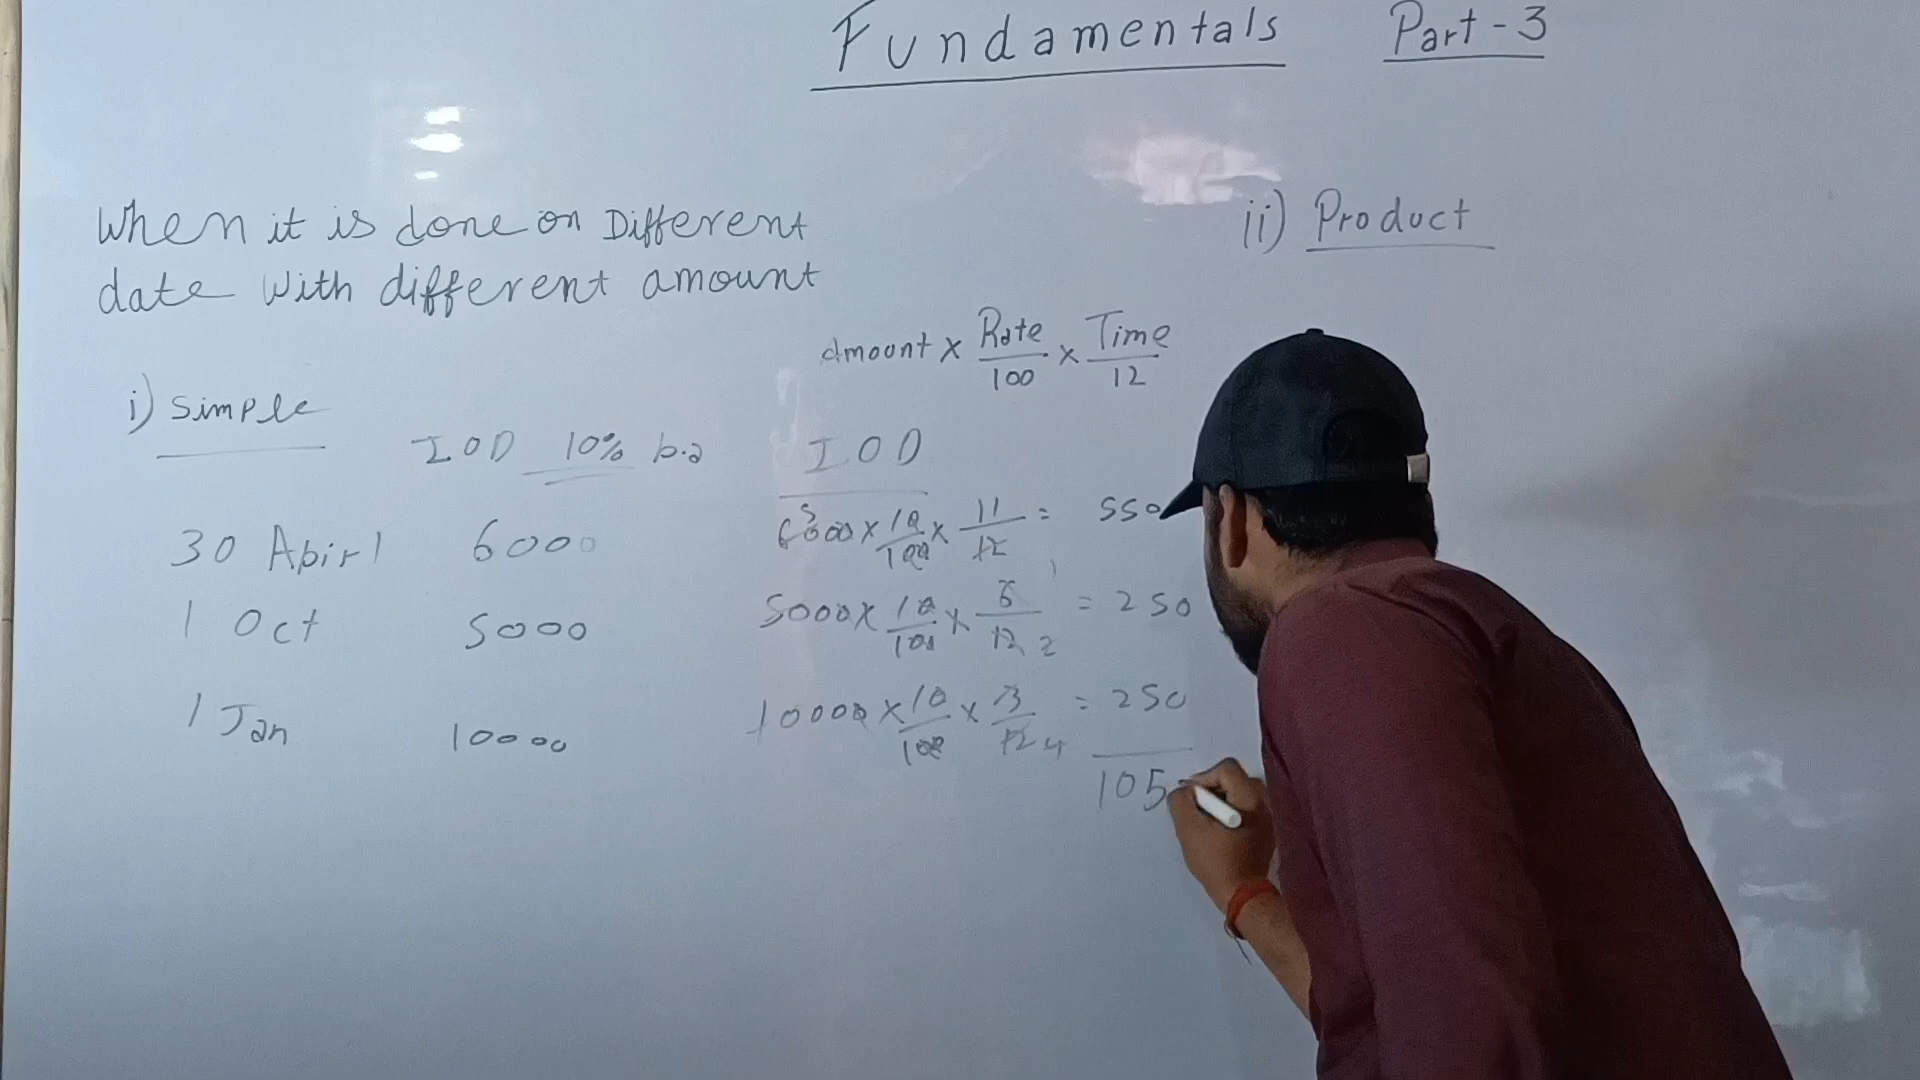 Fundamentals Part-3
When it is done on Different
date with different amount
ii) Product
Amount × Rate/100 × Time/12
i) Simple
IOD 10% p.a
IOD
30 Apirl 6000
6000 × 10/100 × 11/12 = 550
1 Oct 5000
5000 × 10/100 × 6/12 2 = 250
1 Jan 10000
10000 × 10/100 × 3/12 4 = 250
105